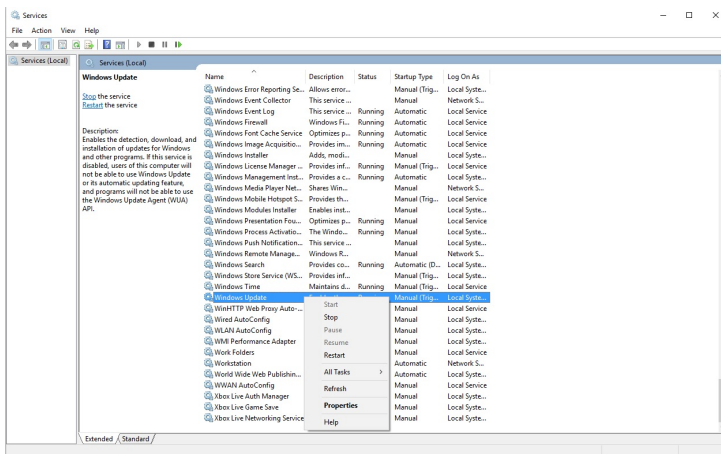 Services
File Action View Help
Services (Local)
Services (Local)
Windows Update
Stop the service
Restart the service
Description:
Enables the detection, download, and
installation of updates for Windows
and other programs. If this service is
disabled, users of this computer will
not be able to use Windows Update
or its automatic updating feature,
and programs will not be able to use
the Windows Update Agent (WUA)
API.
Name Description Status Startup Type Log On As
Windows Error Reporting Se... Allows error... Manual (Trig... Local Syste...
Windows Event Collector This service ... Manual Network S...
Windows Event Log This service ... Running Automatic Local Service
Windows Firewall Windows Fi... Running Automatic Local Service
Windows Font Cache Service Optimizes p... Running Automatic Local Service
Windows Image Acquisitio... Provides im... Running Automatic Local Service
Windows Installer Adds, modi... Manual Local Syste...
Windows License Manager ... Provides inf... Running Manual (Trig... Local Service
Windows Management Inst... Provides a c... Running Automatic Local Syste...
Windows Media Player Net... Shares Win... Manual Network S...
Windows Mobile Hotspot S... Provides th... Manual (Trig... Local Service
Windows Modules Installer Enables inst... Manual Local Syste...
Windows Presentation Fou... Optimizes p... Running Manual Local Service
Windows Process Activatio... The Windo... Running Manual Local Syste...
Windows Push Notification... This service ... Manual Local Syste...
Windows Remote Manage... Windows R... Manual Network S...
Windows Search Provides co... Running Automatic (D... Local Syste...
Windows Store Service (WS... Provides inf... Manual (Trig... Local Syste...
Windows Time Maintains d... Running Manual (Trig... Local Service
Windows Update Manual (Trig... Local Syste...
WinHTTP Web Proxy Auto-... Manual Local Service
Wired AutoConfig Manual Local Syste...
WLAN AutoConfig Manual Local Syste...
WMI Performance Adapter Manual Local Syste...
Work Folders Manual Local Service
Workstation Automatic Network S...
World Wide Web Publishin... Automatic Local Syste...
WWAN AutoConfig Manual Local Service
Xbox Live Auth Manager Manual Local Syste...
Xbox Live Game Save Manual Local Syste...
Xbox Live Networking Service Manual Local Syste...
Start
Stop
Pause
Resume
Restart
All Tasks
Refresh
Properties
Help
Extended Standard